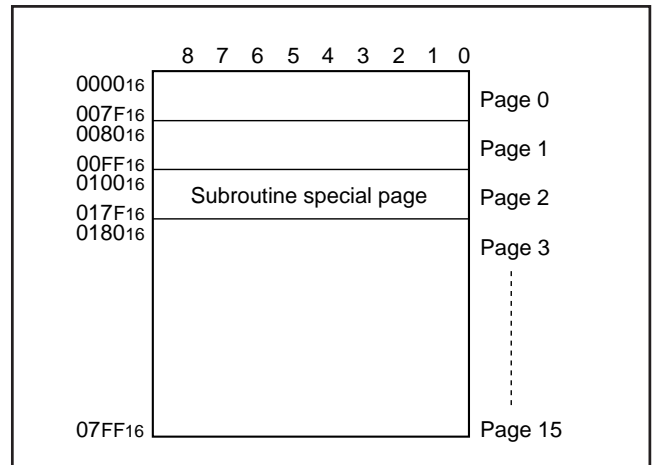 8 7 6 5 4 3 2 1 0
000016
007F16
Page 0
008016
00FF16
Page 1
010016
017F16
Subroutine special page
Page 2
018016
Page 3
07FF16
Page 15